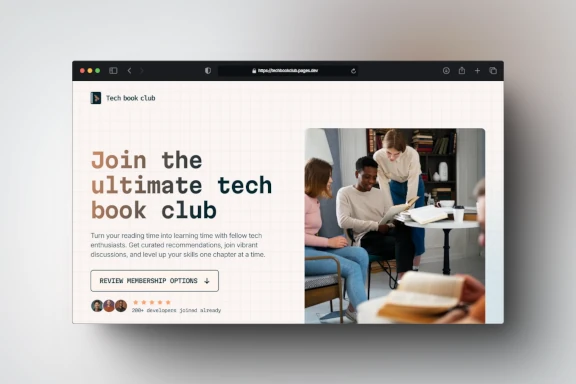 https://techbookclub.pages.dev
Tech book club
Join the
ultimate tech
book club
Turn your reading time into learning time with fellow tech
enthusiasts. Get curated recommendations, join vibrant
discussions, and level up your skills one chapter at a time.
REVIEW MEMBERSHIP OPTIONS ↓
200+ developers joined already